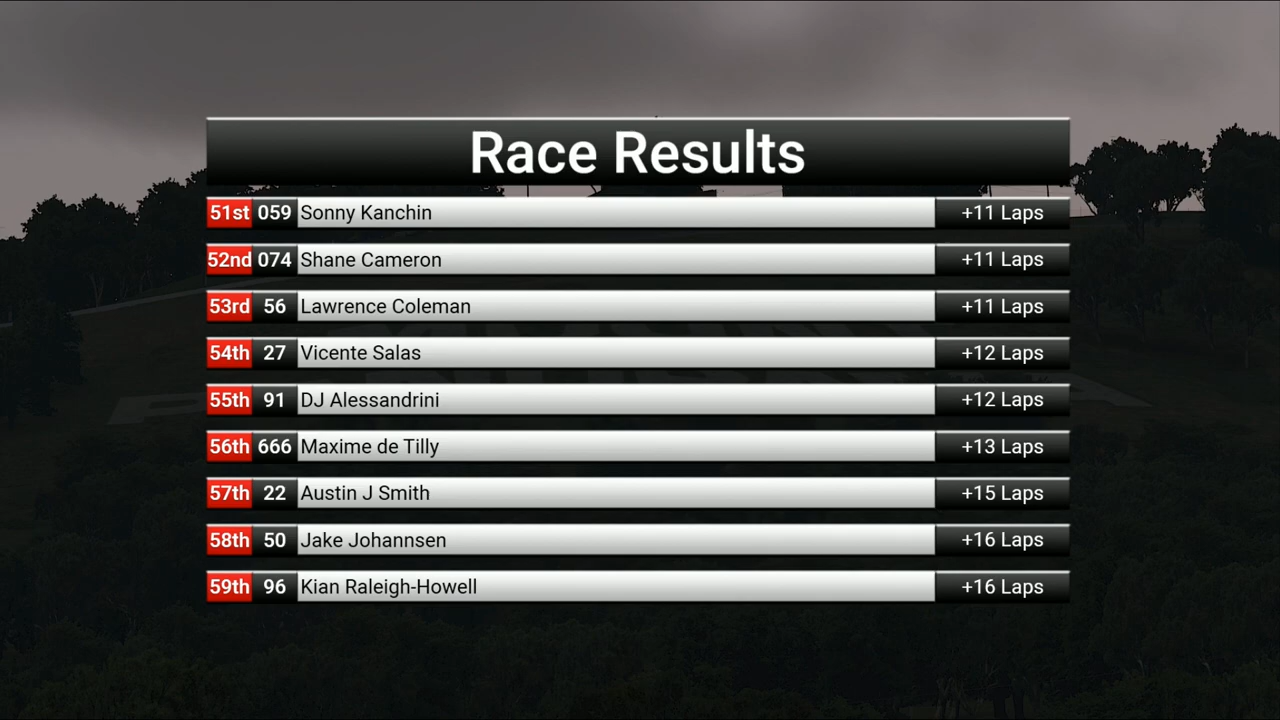 Race Results
51st 059 Sonny Kanchin +11 Laps
52nd 074 Shane Cameron +11 Laps
53rd 56 Lawrence Coleman +11 Laps
54th 27 Vicente Salas +12 Laps
55th 91 DJ Alessandrini +12 Laps
56th 666 Maxime de Tilly +13 Laps
57th 22 Austin J Smith +15 Laps
58th 50 Jake Johannsen +16 Laps
59th 96 Kian Raleigh-Howell +16 Laps